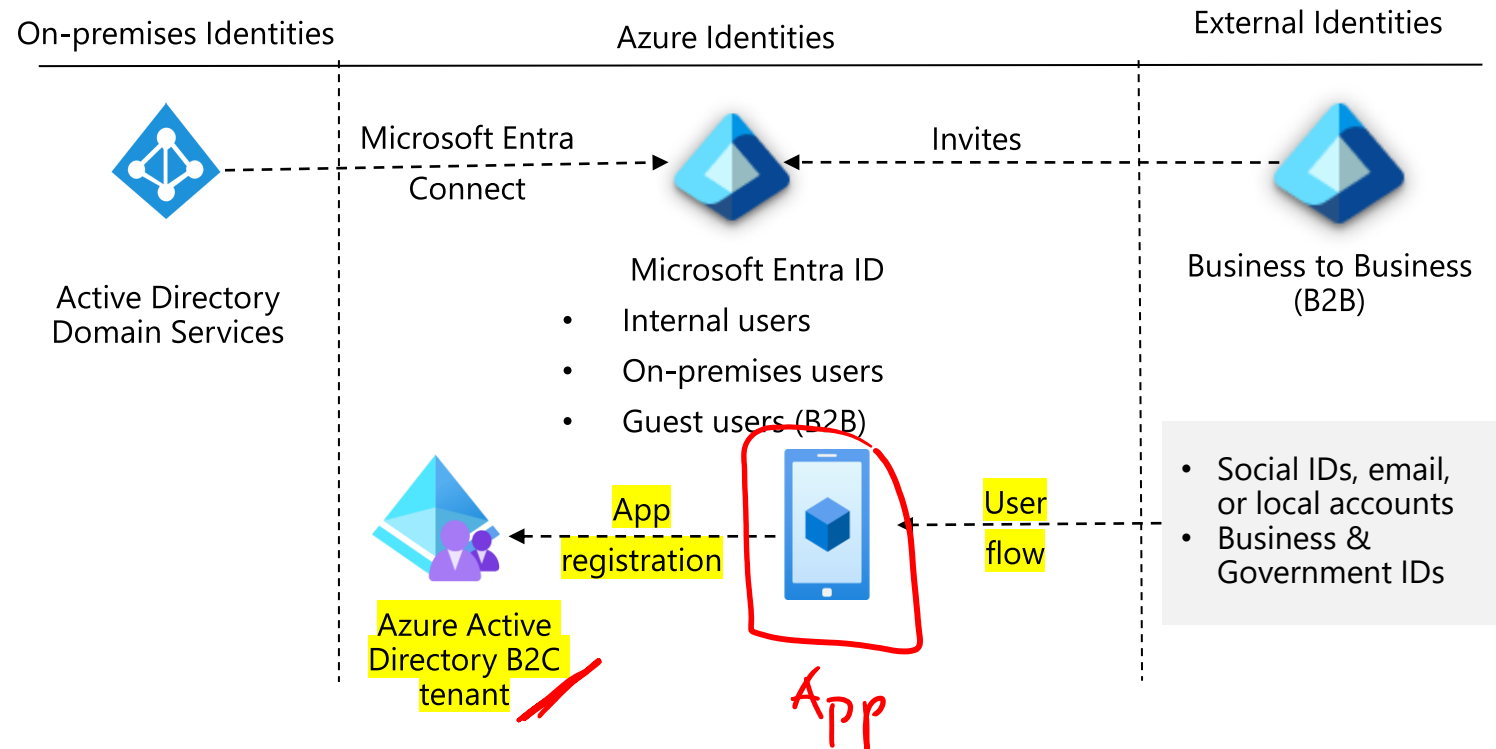 On-premises Identities
Azure Identities
External Identities
Microsoft Entra
Connect
Invites
Active Directory
Domain Services
Microsoft Entra ID
• Internal users
• On-premises users
• Guest users (B2B)
Business to Business
(B2B)
App
registration
User
flow
• Social IDs, email,
or local accounts
• Business &
Government IDs
Azure Active
Directory B2C
tenant
App